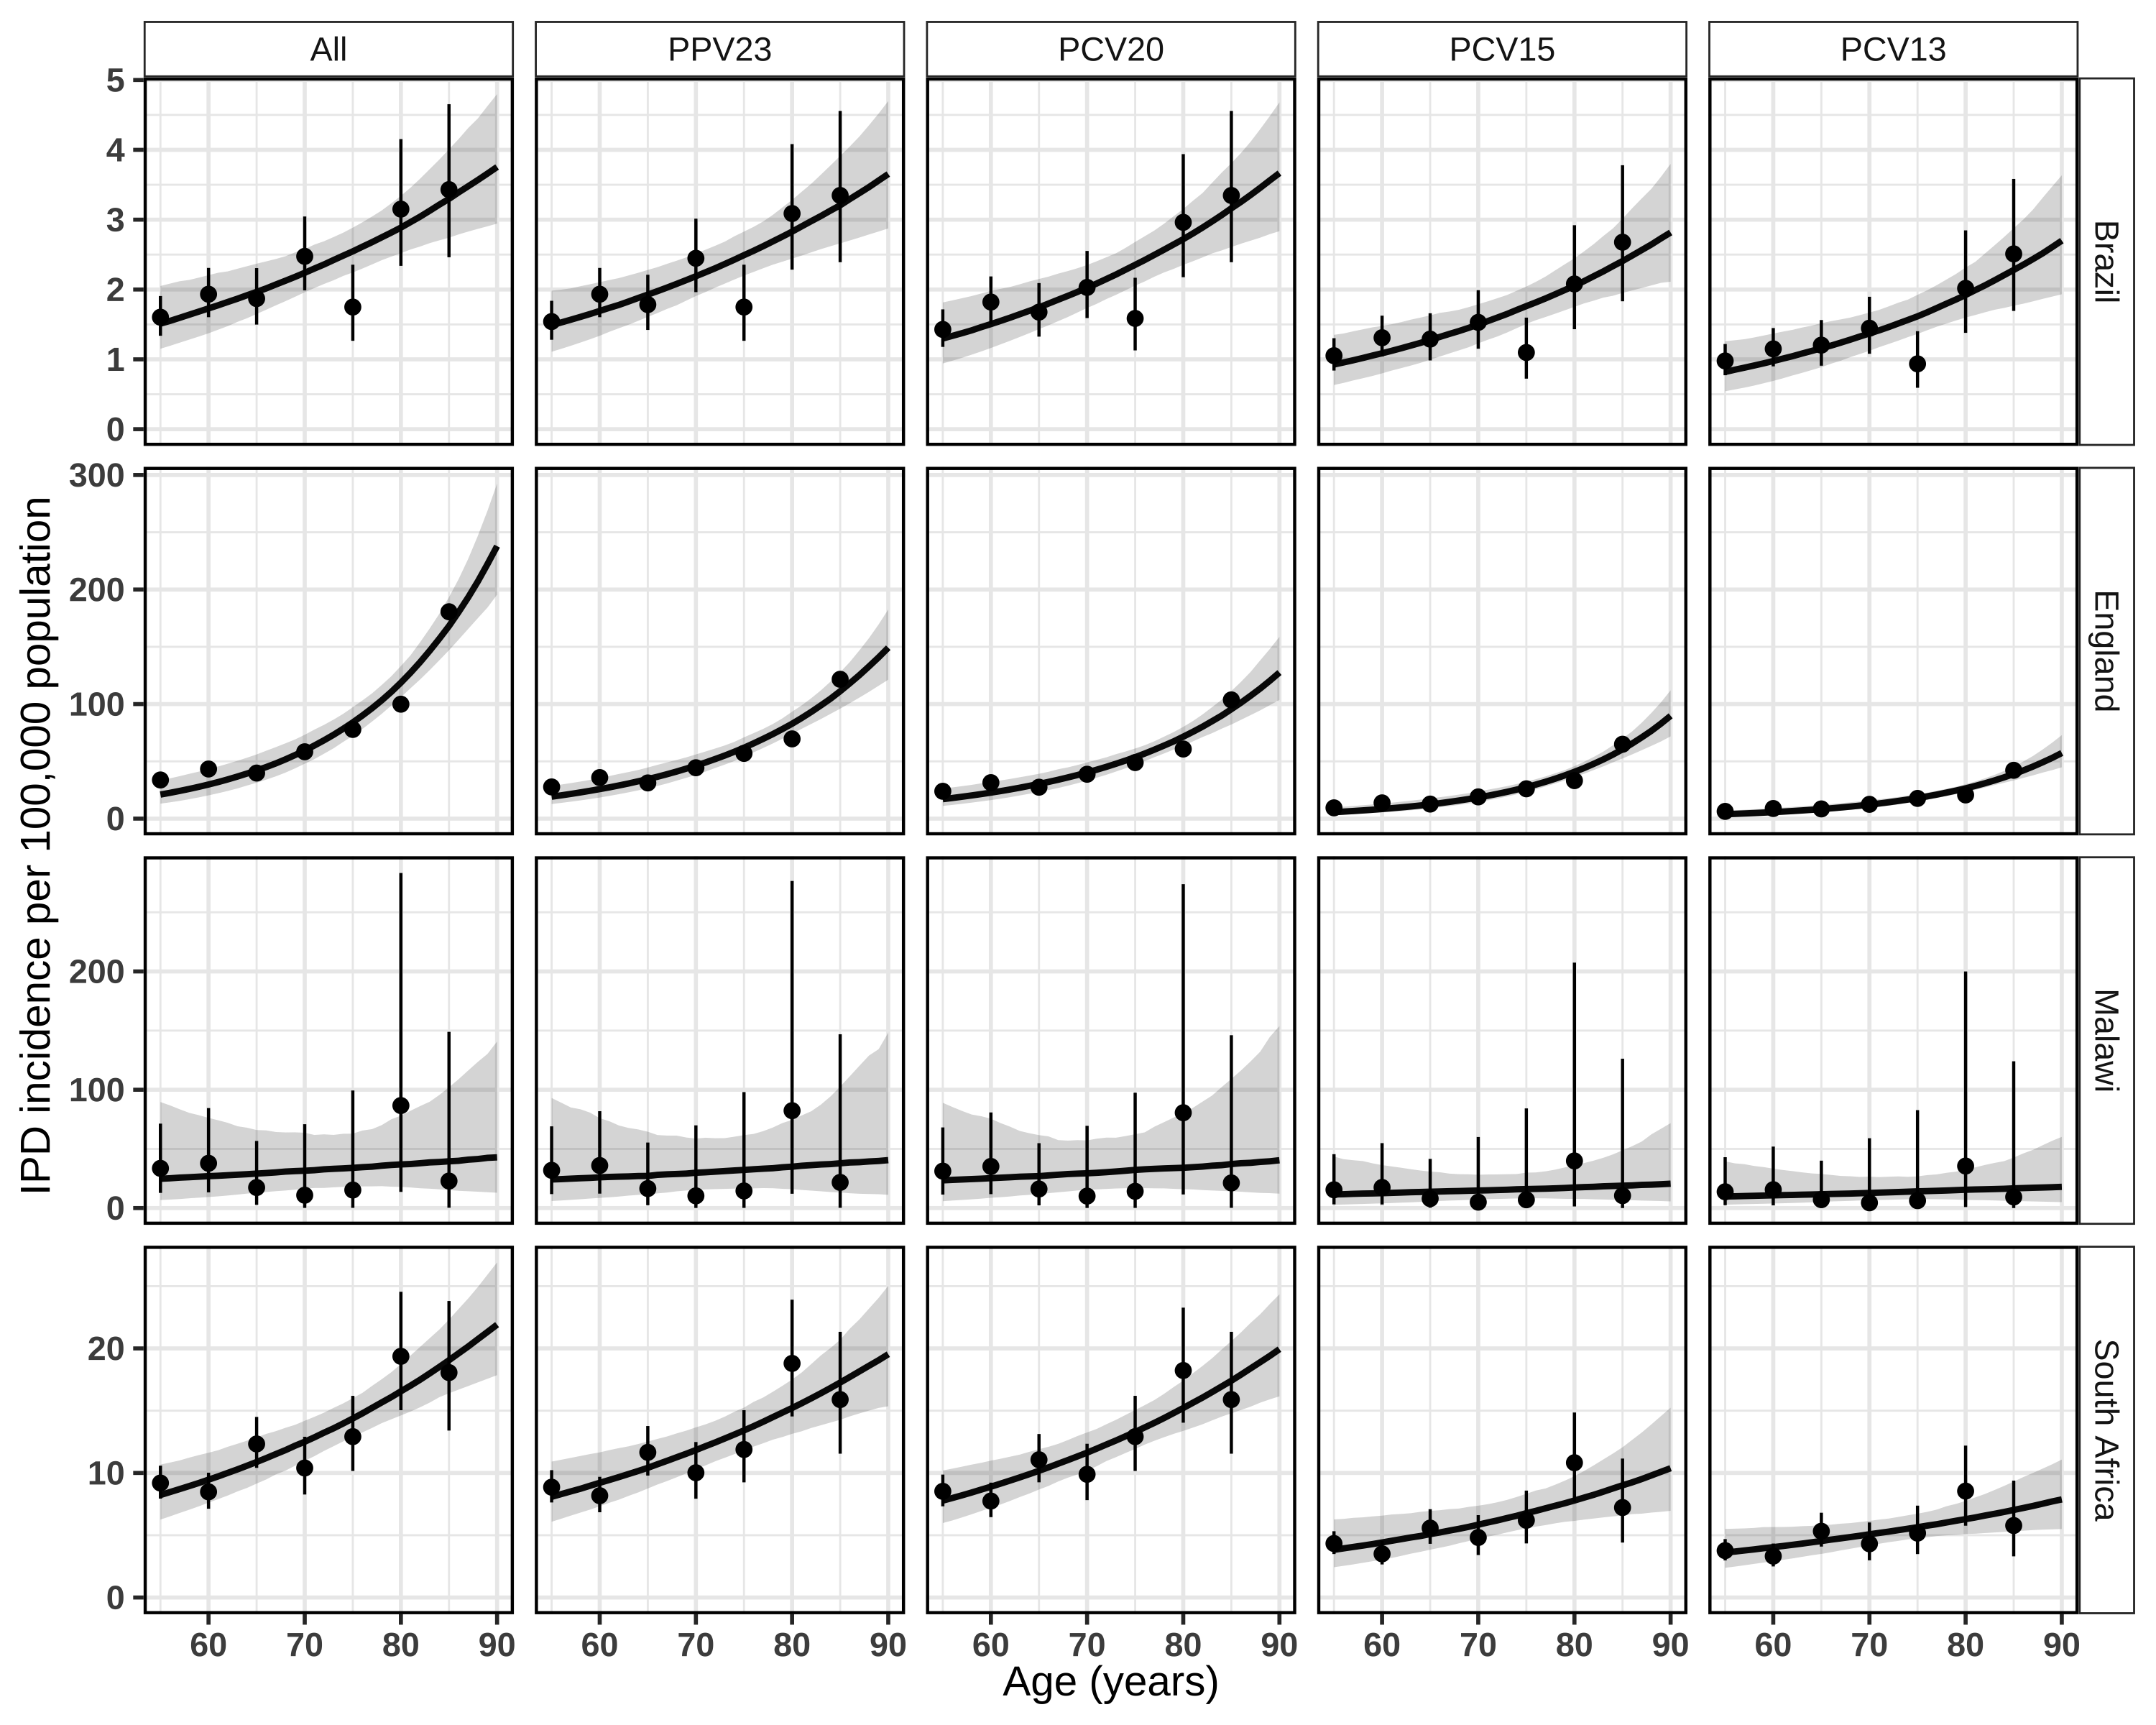 All PPV23 PCV20 PCV15 PCV13
5
4
3
2
1
0
Brazil
300
200
100
0
England
IPD incidence per 100,000 population
200
100
0
Malawi
20
10
0
South Africa
60 70 80 90 60 70 80 90 60 70 80 90 60 70 80 90 60 70 80 90
Age (years)